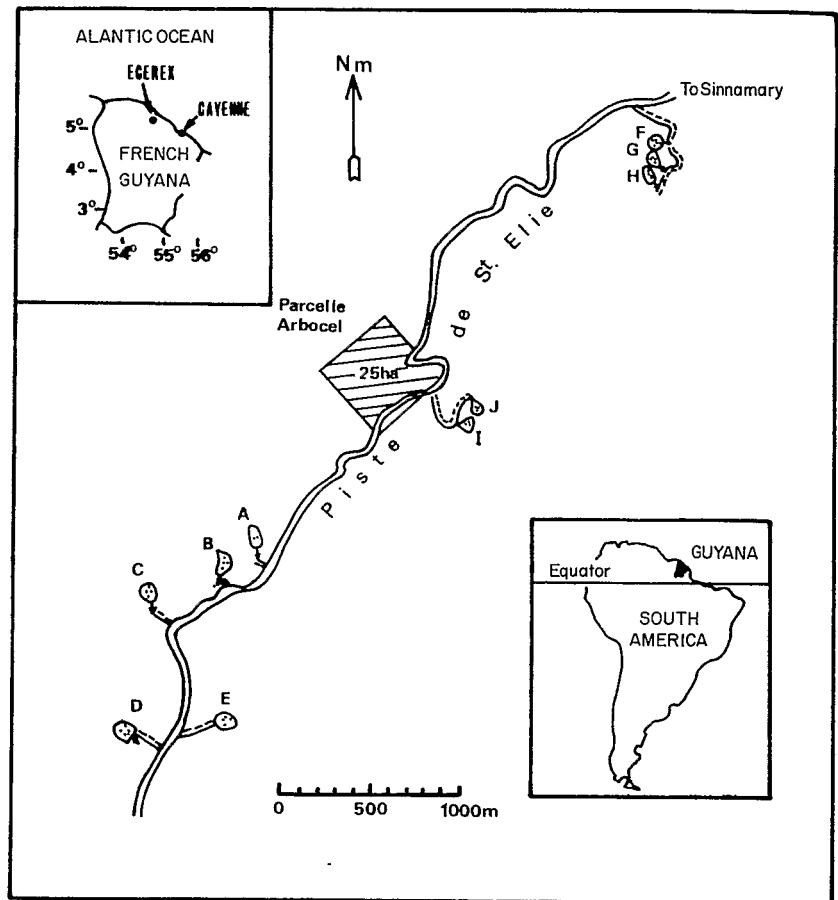 ALANTIC OCEAN
ECEREX
CAYENNE
5°
FRENCH
GUYANA
4°
3°
54° 55° 56°
Nm
To Sinnamary
F
G
H
Piste de St. Elie
Parcelle
Arbocel
25ha
J
I
A
B
C
D
E
0 500 1000m
Equator
GUYANA
SOUTH
AMERICA